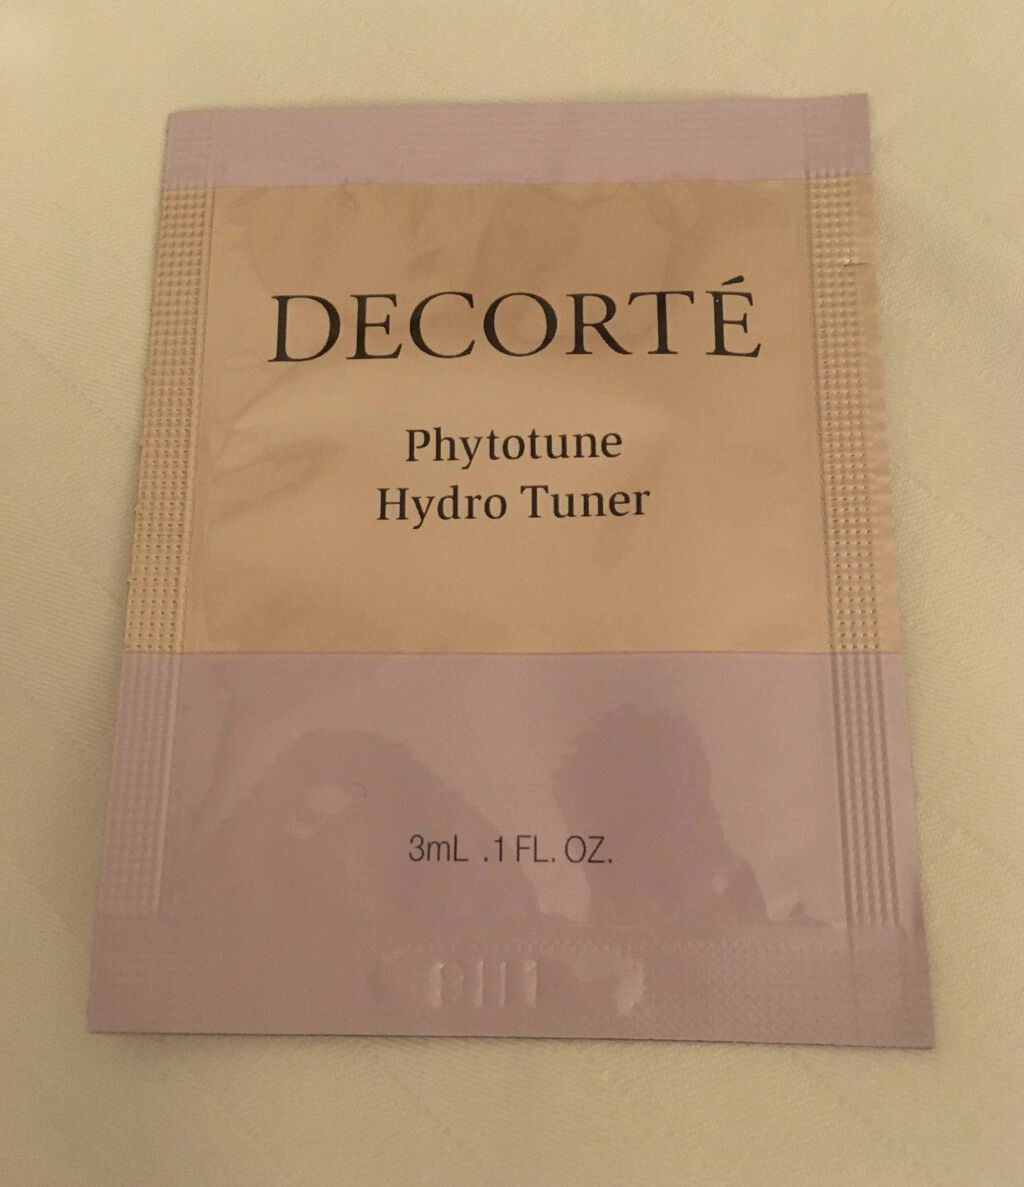 DECORTÉ
Phytotune
Hydro Tuner
3mL .1 FL. OZ.